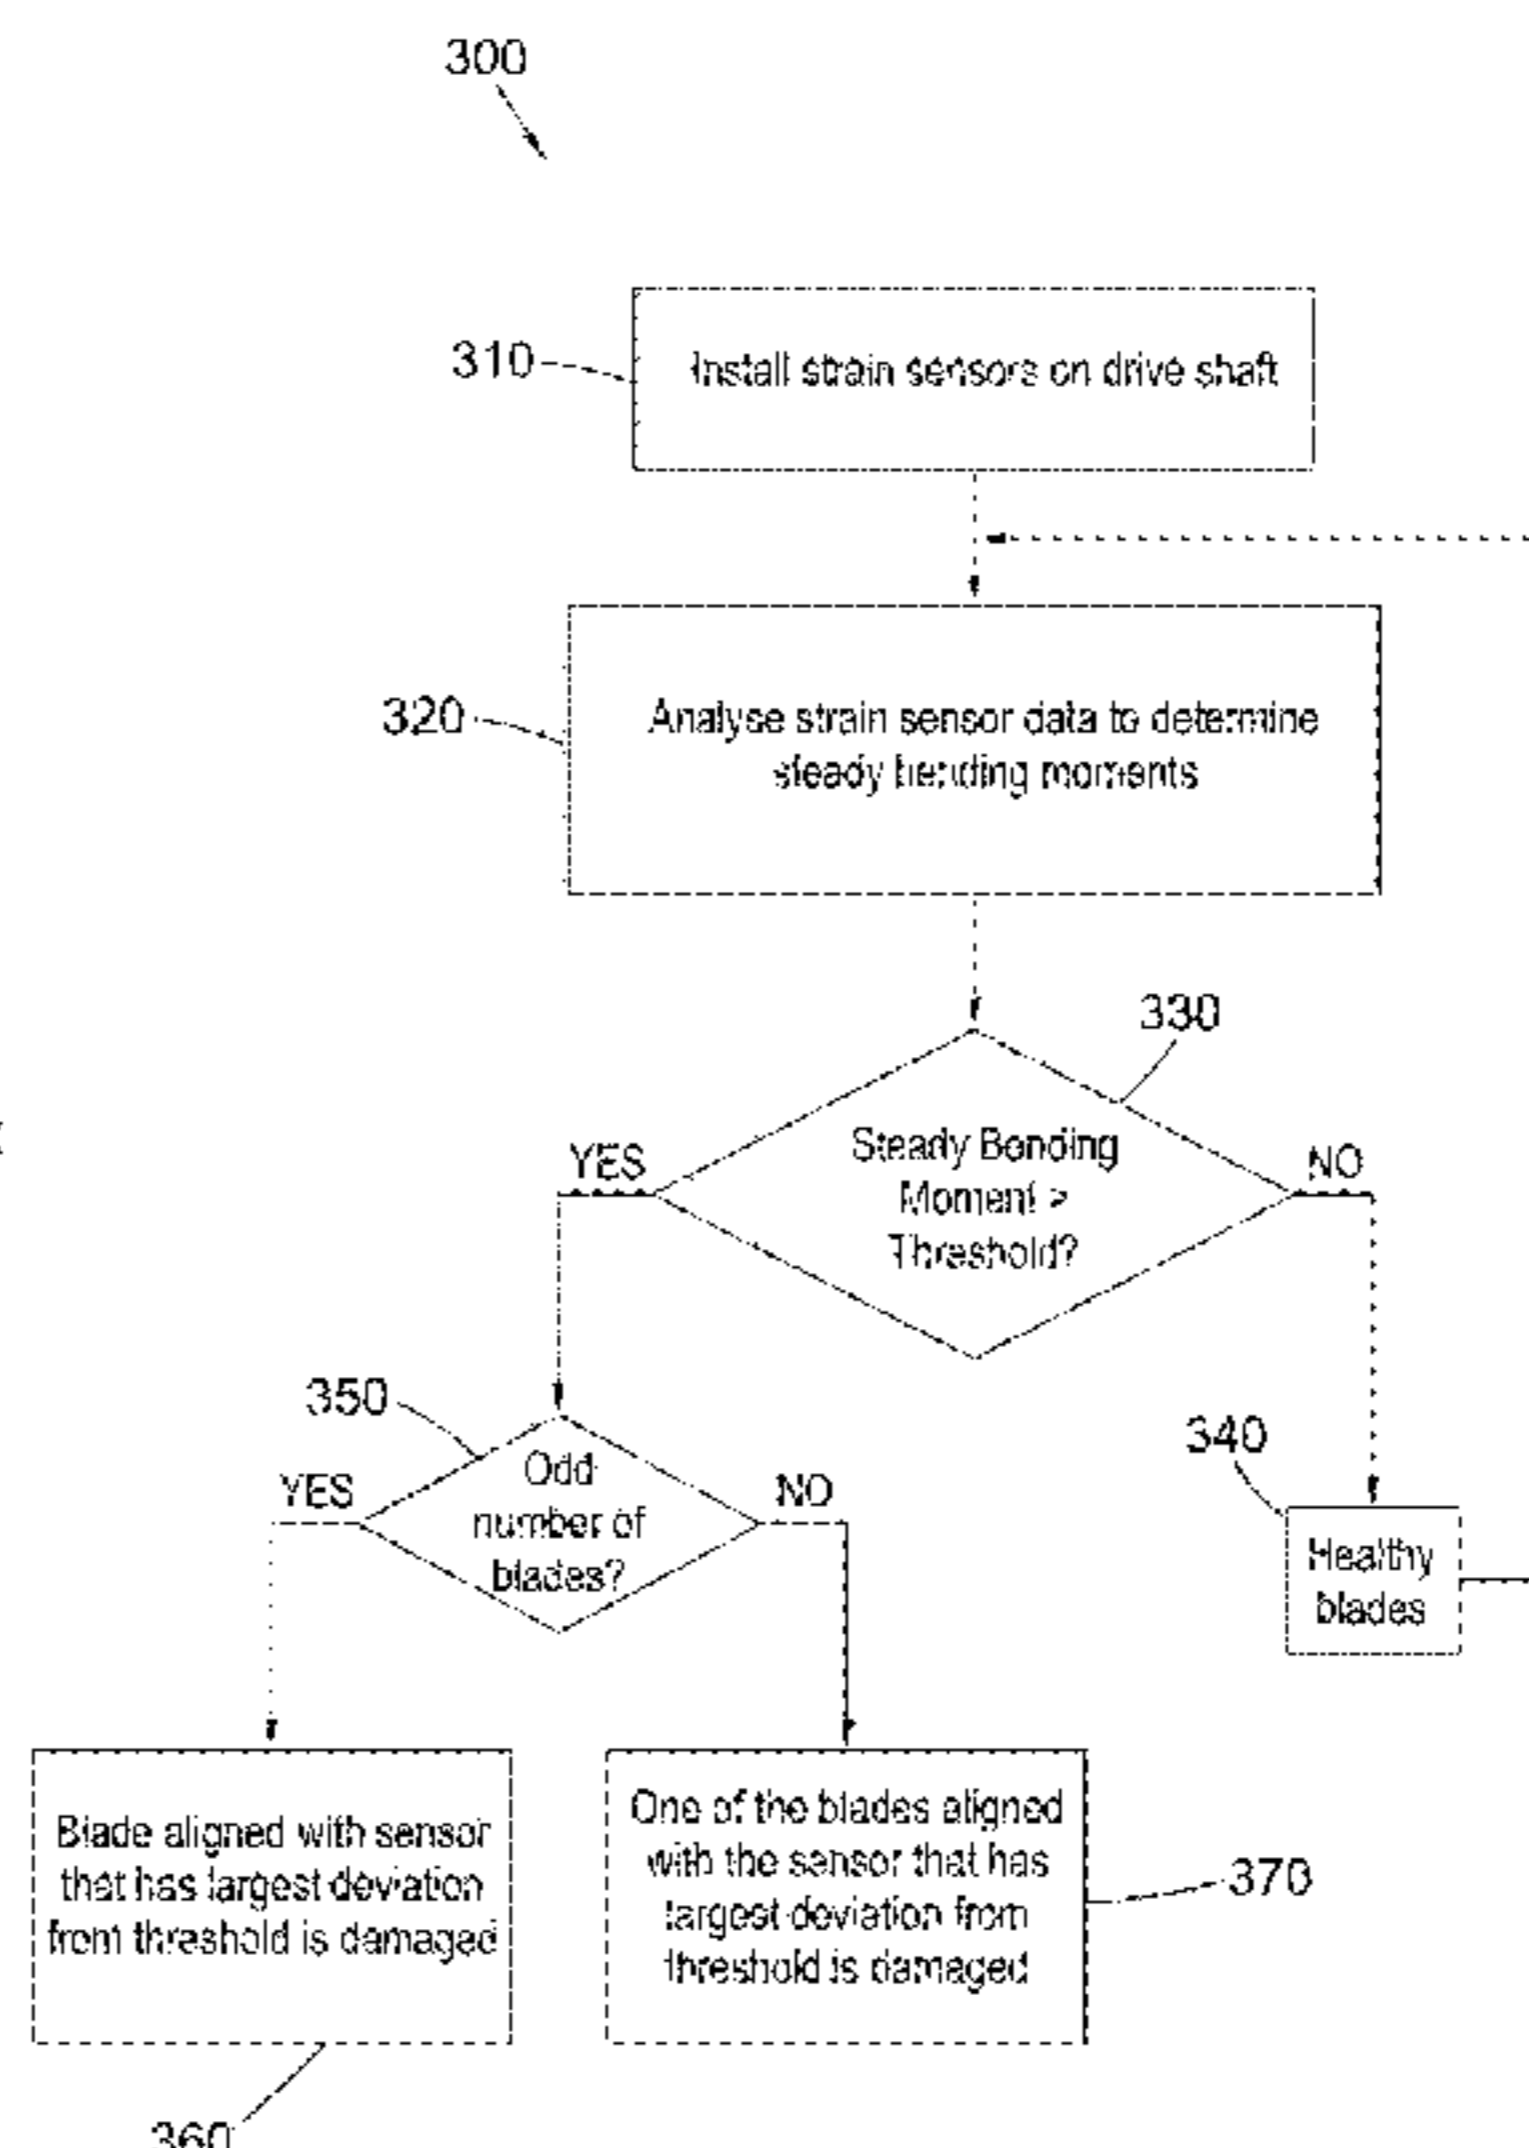 300
310
Install strain sensors on drive shaft
320
Analyse strain sensor data to determine
steady bending moments
330
YES
Steady Bending
Moment >
Threshold?
NO
350
YES
Odd
number of
blades?
NO
340
Healthy
blades
Blade aligned with sensor
that has largest deviation
from threshold is damaged
One of the blades aligned
with the sensor that has
largest deviation from
threshold is damaged
370
360